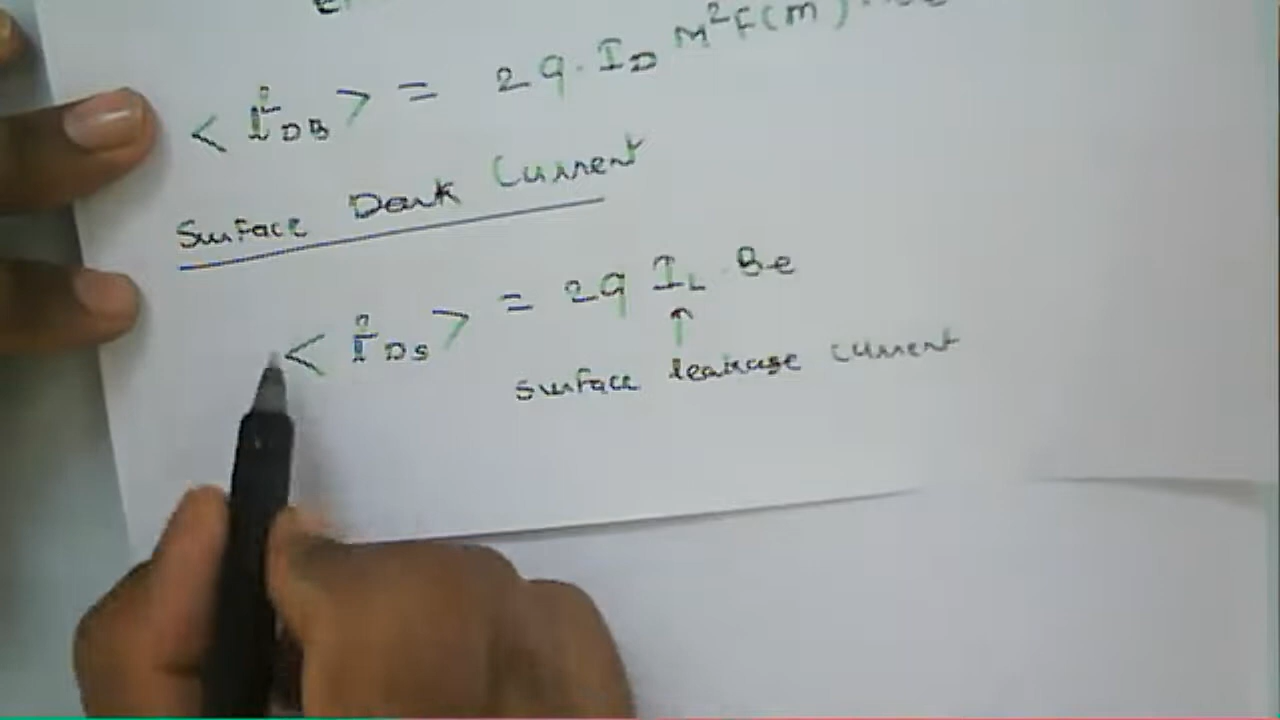 < i²DB > = 2q. ID M²F(m)
Surface Dark Current
< i²DS > = 2q IL Be
↑
surface leakage current